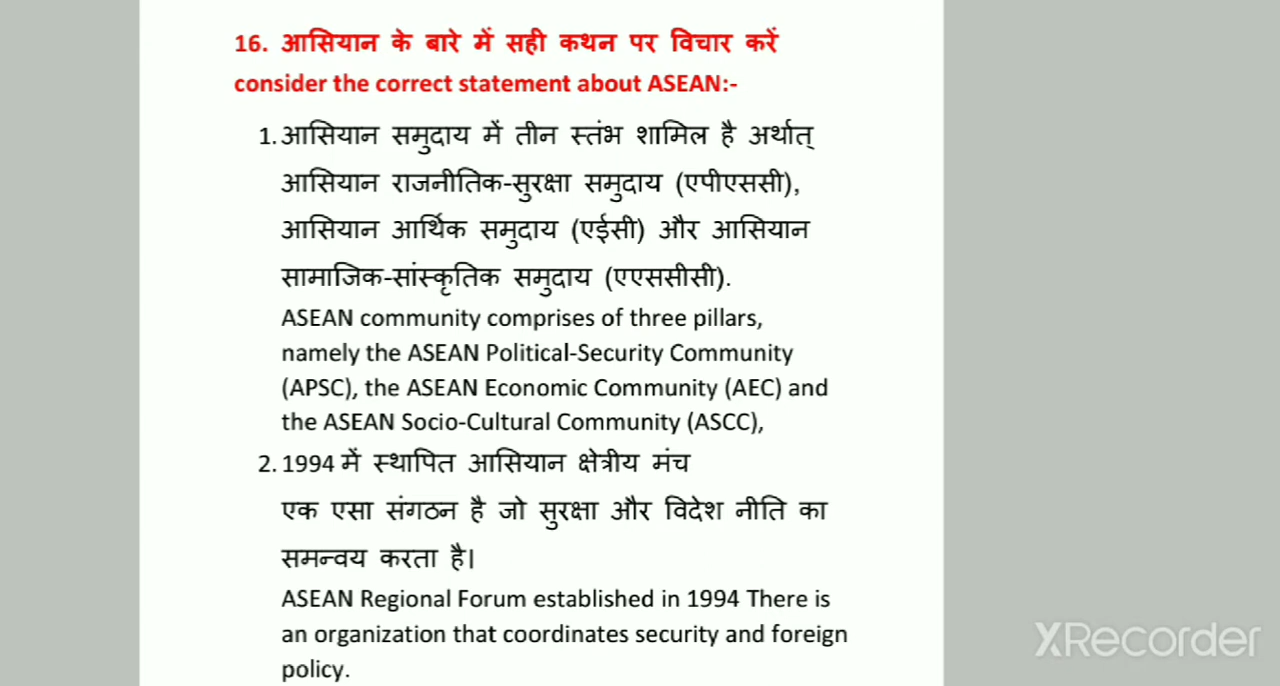 16. आसियान के बारे में सही कथन पर विचार करें
consider the correct statement about ASEAN:-
1. आसियान समुदाय में तीन स्तंभ शामिल है अर्थात्
आसियान राजनीतिक-सुरक्षा समुदाय (एपीएससी),
आसियान आर्थिक समुदाय (एईसी) और आसियान
सामाजिक-सांस्कृतिक समुदाय (एएससीसी).
ASEAN community comprises of three pillars,
namely the ASEAN Political-Security Community
(APSC), the ASEAN Economic Community (AEC) and
the ASEAN Socio-Cultural Community (ASCC),
2. 1994 में स्थापित आसियान क्षेत्रीय मंच
एक एसा संगठन है जो सुरक्षा और विदेश नीति का
समन्वय करता है।
ASEAN Regional Forum established in 1994 There is
an organization that coordinates security and foreign
policy.
XRecorder